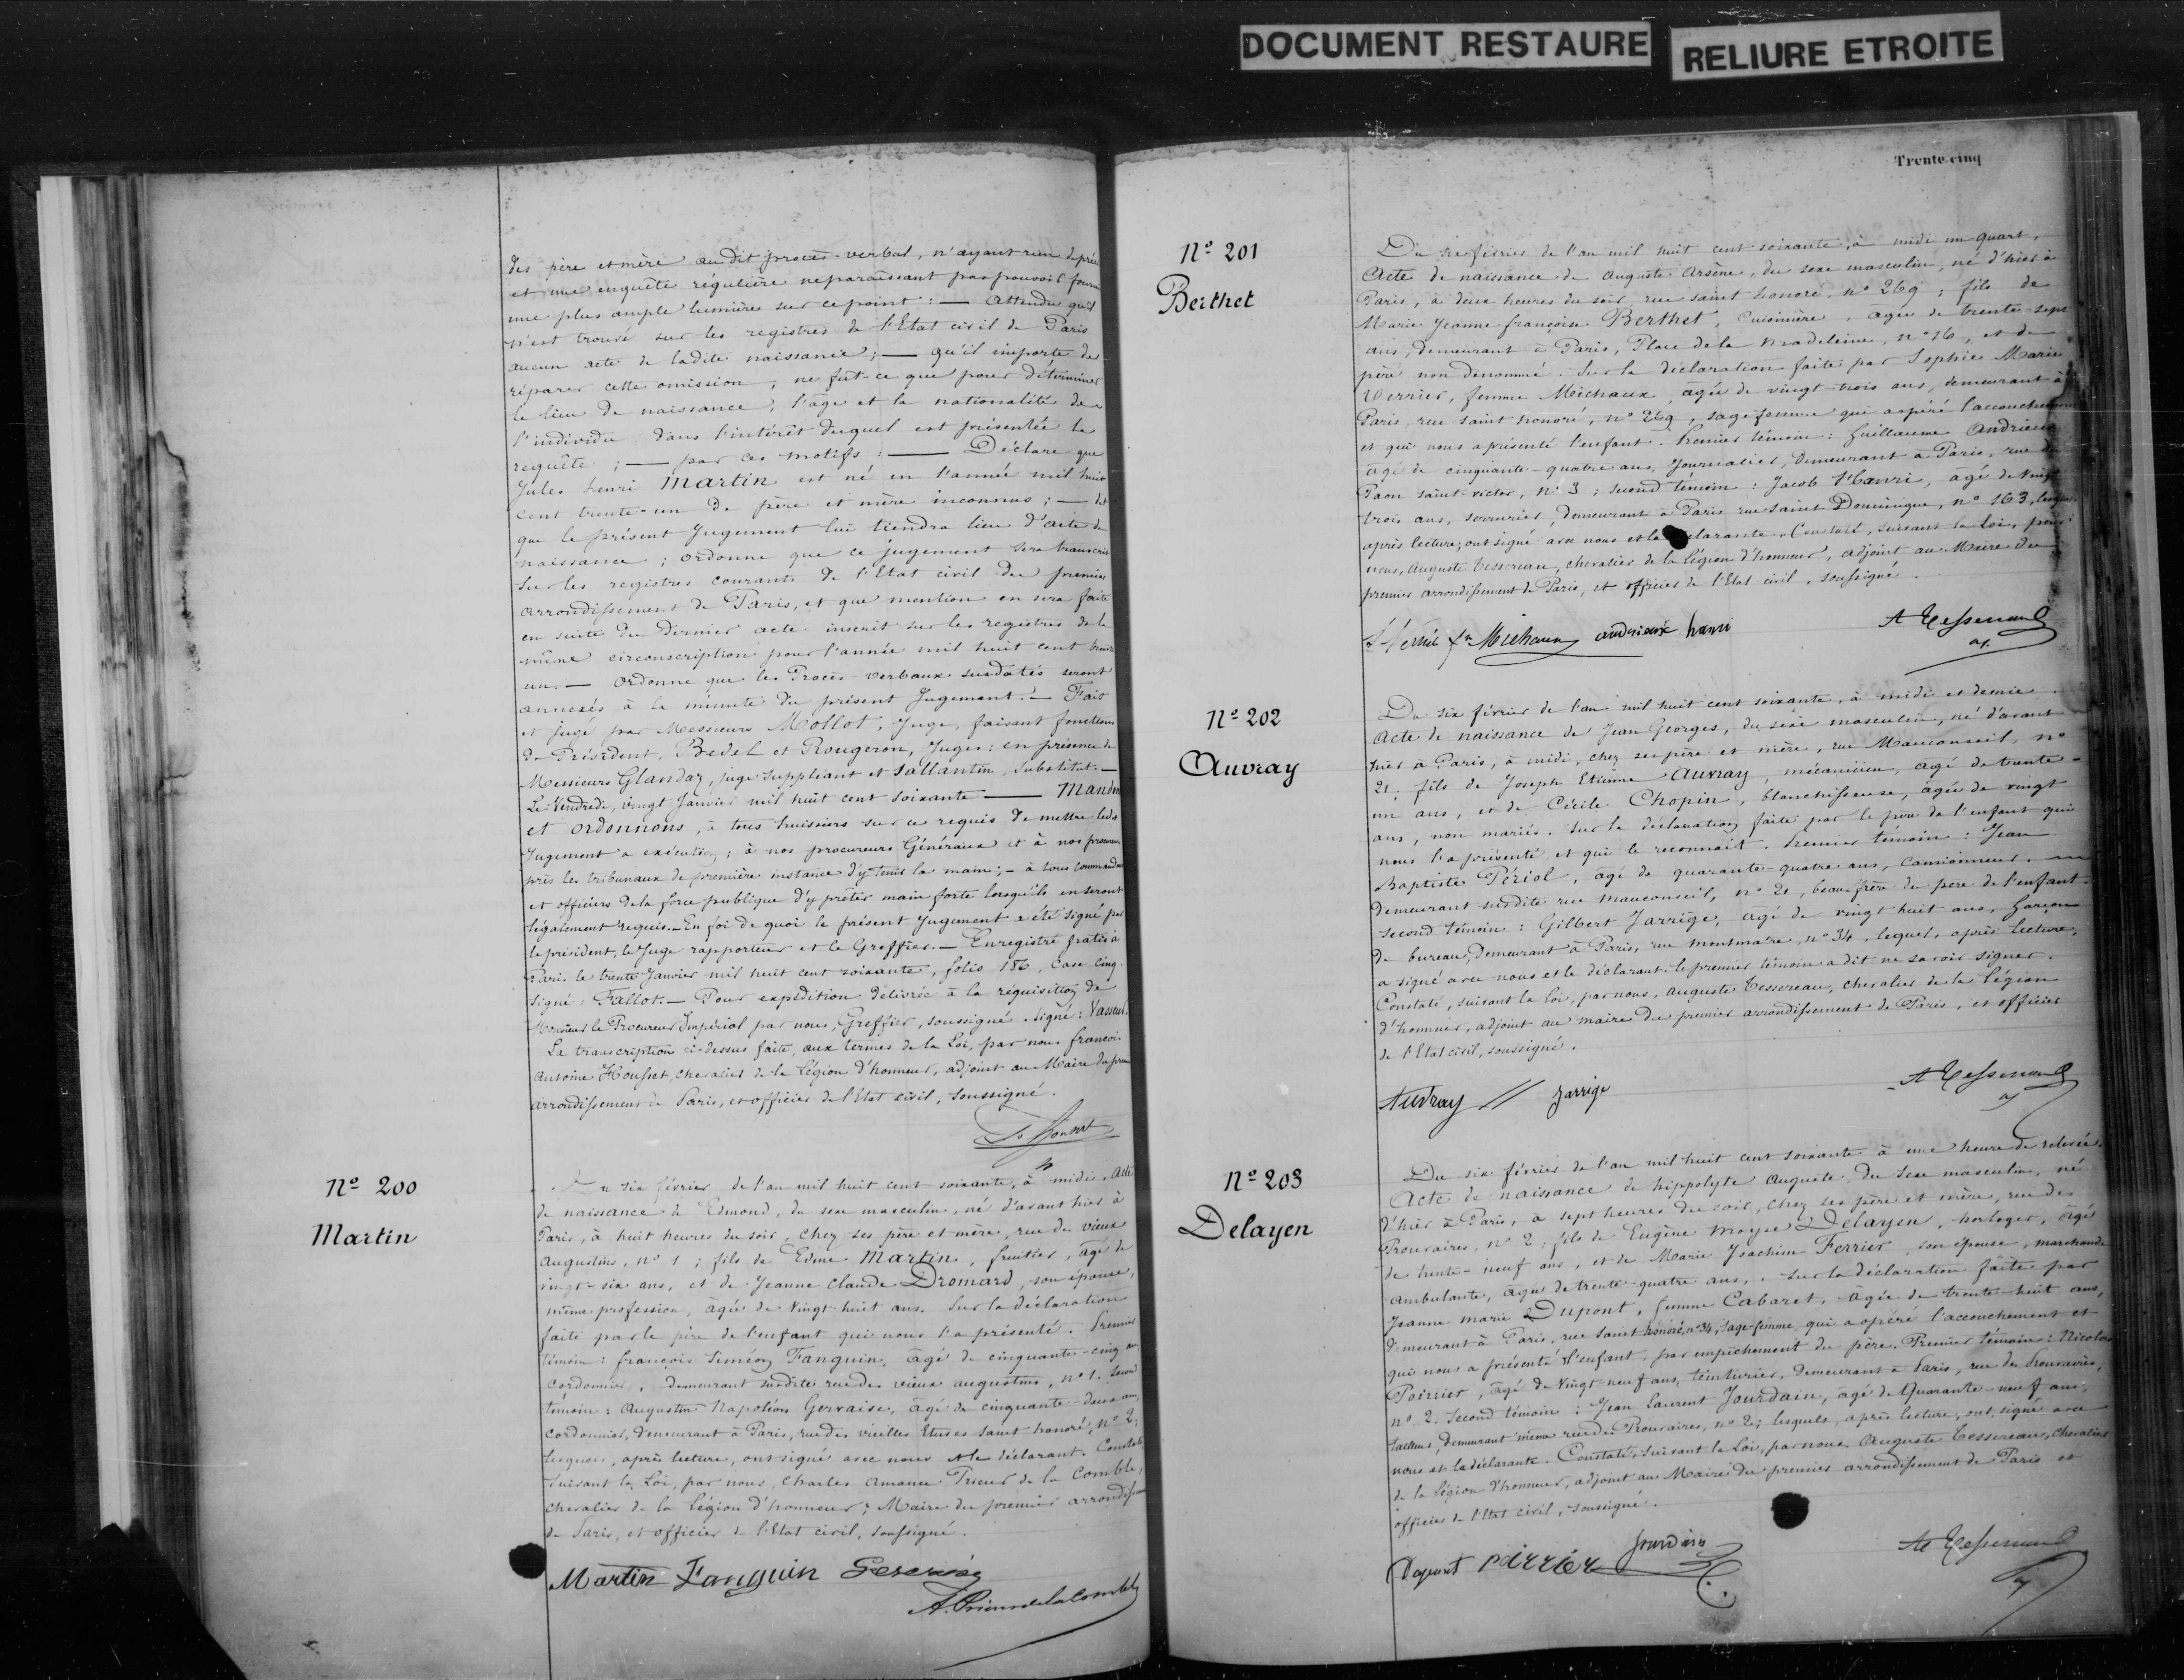 DOCUMENT RESTAURE
RELIURE ETROITE
des père et mère au dit procès-verbal,  n'ayant rien
et une enquête régulière ne paraissant pas pouvoir
une plus ample lumière sur ce point : — Attendu qu'il
n'est trouvé sur les registres de l'Etat civil de Paris
aucun acte de ladite naissance ; — qu'il importe de
réparer cette omission, ne fût-ce que pour déterminer
le lieu de naissance, l'âge et la nationalité de
l'individu dans l'intérêt duquel est présentée la
requête ; — par ces motifs : — Déclare que
Jules henri Martin est né en l'année mil huit
cent trente-un de père et mère inconnus ; — dit
que le présent Jugement lui tiendra lieu d'acte de
naissance ; ordonne que ce jugement sera transcrit
sur les registres courants de l'Etat civil du premier
arrondissement de Paris, et que mention en sera faite
en suite du dernier acte inscrit sur les registres de la
même circonscription pour l'année mil huit cent trente
un. — Ordonne que les Procès-verbaux susdatés seront
annexés à la minute du présent Jugement. — Fait
et jugé par Messieurs Mollot, Juge, faisant fonctions
de Président, Bedel et Rougeron, Juges : en présence de
Messieurs Glandaz, juge suppléant et Sallantin, substitut. —
Le Vendredi, vingt Janvier mil huit cent soixante —
et ordonnons, à tous huissiers sur ce requis de mettre
Jugement à exécution ; à nos procureurs Généraux et à nos
près les tribunaux de première instance d'y tenir la main ; — à tous
et officiers de la force publique d'y prêter main forte lorsqu'ils en seront
légalement requis. — En foi de quoi le présent Jugement a été signé par
le président, le Juge rapporteur et le Greffier. — Enregistré gratis à
Paris le trente Janvier mil huit cent soixante, folio 186, case cinq.
signé : Fallot. — Pour expédition délivrée à la réquisition de
Monsieur le Procureur Impérial par nous, Greffier, soussigné. signé : Vasseur.
La transcription ci-dessus faite, aux termes de la Loi, par nous françois
antoine Housset, chevalier de la Légion d'honneur, adjoint au Maire du
arrondissement de Paris, et officier de l'Etat civil, soussigné.
Nº 200
Martin
Du six février de l'an mil huit cent soixante, à midi. Acte
de naissance de Edmond, du sexe masculin, né d'avant hier à
Paris, à huit heures du soir, chez ses père et mère, rue des vieux
augustins, nº 1 ; fils de Edme Martin, fruitier, âgé de
vingt-six ans, et de Jeanne claude Dromard, son épouse,
même profession, âgée de vingt-huit ans. Sur la déclaration
faite par le père de l'enfant qui nous l'a présenté. Premier
témoin : françois Siméon Fanguin, âgé de cinquante-cinq ans
cordonnier, demeurant susdite rue des vieux augustins, nº 1. Second
témoin : Augustin Napoléon Gervaise, âgé de cinquante-deux ans,
cordonnier, demeurant à Paris, rue des vieilles Etuves saint honoré, nº 2 ;
lesquels, après lecture, ont signé avec nous et le déclarant. Constaté
suivant la Loi, par nous, Charles amance Prieur de la Comble,
chevalier de la Légion d'honneur, Maire du premier
de Paris, et officier de l'Etat civil, soussigné.
Martin Fanguin Gervaise
A. Prieur de la Comble
Trente cinq
Nº 201
Berthet
Du six février de l'an mil huit cent soixante, à midi un quart,
Acte de naissance de auguste arsène, du sexe masculin, né d'hier à
Paris, à deux heures du soir, rue saint honoré, nº 269 ; fils de
Marie Jeanne françoise Berthet, cuisinière, âgée de trente-sept
ans, demeurant à Paris, Place de la Madeleine, nº 16, et de
père non dénommé. Sur la déclaration faite par Sophie Marie
Verrier, femme Michaux, âgée de vingt-trois ans, demeurant à
Paris, rue saint honoré, nº 269, sage femme qui a opéré l'accouchement
et qui nous a présenté l'enfant. Premier témoin : Guillaume Andrieux
âgé de cinquante-quatre ans, Journalier, demeurant à Paris, rue du
Paon saint-victor, nº 3 ; second témoin : Jacob Hanri, âgé de vingt
trois ans, serrurier, demeurant à Paris rue saint Dominique, nº 163,
après lecture, ont signé avec nous et la déclarante. Constaté, suivant la Loi, par
nous, Auguste Tessereau, chevalier de la Légion d'honneur, adjoint au Maire du
premier arrondissement de Paris, et officier de l'Etat civil, soussigné.
Michaux andrieux hanri
A Tessereau
Nº 202
Auvray
Du six février de l'an mil huit cent soixante, à midi et demie.
Acte de naissance de Jean Georges, du sexe masculin, né d'avant
hier à Paris, à midi, chez ses père et mère, rue Mauconseil, nº
21 ; fils de Joseph Etienne Auvray, mécanicien, âgé de trente-
un ans, et de Cécile Chopin, blanchisseuse, âgée de vingt
ans, non mariés. Sur la déclaration faite par le père de l'enfant qui
nous l'a présenté et qui le reconnait. Premier témoin : Jean
Baptiste Périol, âgé de quarante-quatre ans, camionneur,
demeurant susdite rue mauconseil, nº 21, beau-frère du père de l'enfant.
second témoin : Gilbert Jarrige, âgé de vingt huit ans, Garçon
de bureau, demeurant à Paris, rue montmatre, nº 34, lequel, après lecture,
a signé avec nous et le déclarant. le premier témoin a dit ne savoir signer.
Constaté, suivant la Loi, par nous, Auguste Tessereau, chevalier de la Légion
d'honneur, adjoint au maire du premier arrondissement de Paris, et officier
de l'Etat civil, soussigné.
Auvray Jarrige
A Tessereau
Nº 203
Delayen
Du six février de l'an mil huit cent soixante à une heure de relevée.
Acte de naissance de hippolyte Auguste, du sexe masculin, né
d'hier à Paris, à sept heures du soir, chez ses père et mère, rue des
Prouvaires, nº 2, fils de Eugène moyse Delayen, horloger, âgé
de trente-neuf ans, et de Marie Joachim Ferrier, son épouse, marchande
ambulante, âgée de trente-quatre ans. Sur la déclaration faite par
Jeanne marie Dupont, femme Cabaret, âgée de trente-huit ans,
demeurant à Paris, rue Saint honoré, nº 34, sage-femme, qui a opéré l'accouchement et
qui nous a présenté l'enfant, par empêchement du père. Premier témoin : Nicolas
Poirrier, âgé de Vingt-neuf ans, teinturier, demeurant à Paris, rue des Prouvaires,
nº 2. Second témoin : Jean Laurent Jourdain, âgé de Quarante-neuf ans,
tailleur, demeurant même rue des Prouvaires, nº 2 ; lesquels, après lecture, ont signé avec
nous et la déclarante. Constaté, suivant la Loi, par nous, Auguste Tessereau, Chevalier
de la Légion d'honneur, adjoint au Maire du premier arrondissement de Paris et
officier de l'Etat civil, soussigné.
Dupont poirrier Jourdain
A Tessereau